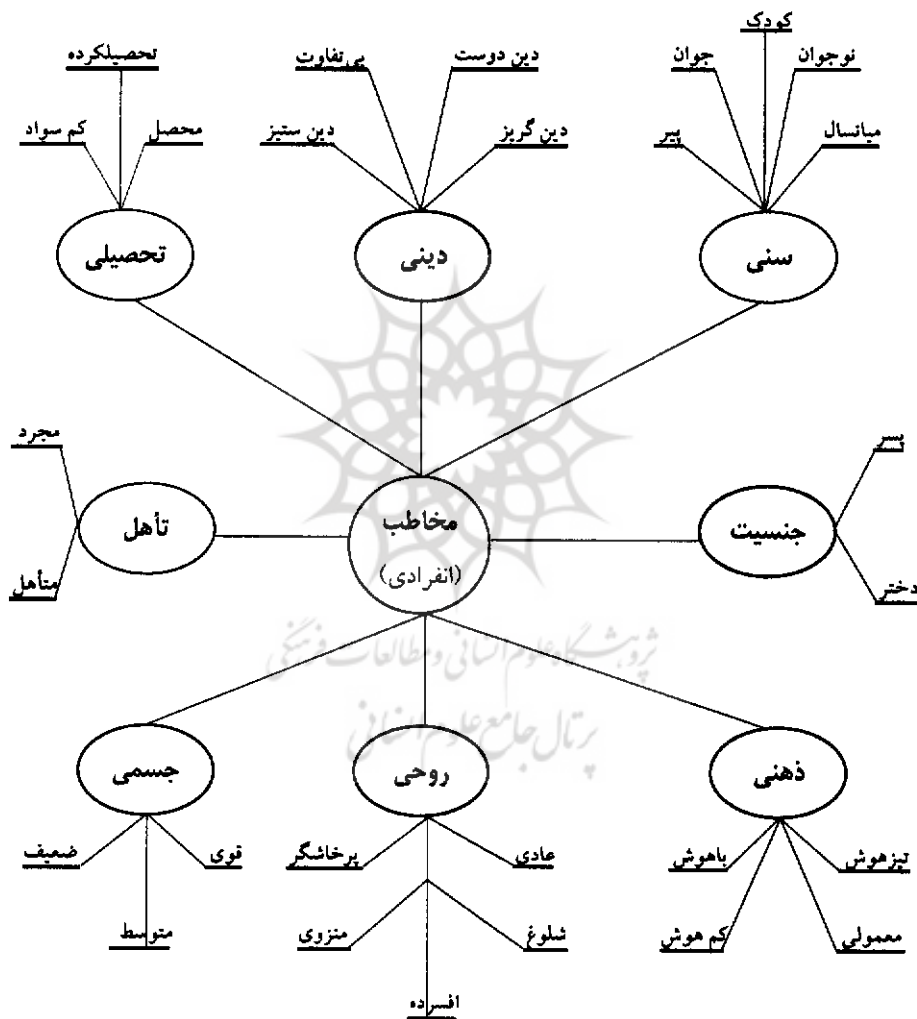 کودک
نوجوان
جوان
میانسال
پیر
سنی
دین دوست
بی تفاوت
دین گریز
دین ستیز
دینی
تحصیلکرده
محصل
کم سواد
تحصیلی
پسر
جنسیت
دختر
مخاطب
(انفرادی)
مجرد
تأهل
متأهل
پژوهشگاه علوم انسانی و مطالعات فرهنگی
پرتال جامع علوم انسانی
ذهنی
تیزهوش
باهوش
معمولی
کم هوش
روحی
عادی
پرخاشگر
شلوغ
منزوی
افسرده
جسمی
قوی
ضعیف
متوسط